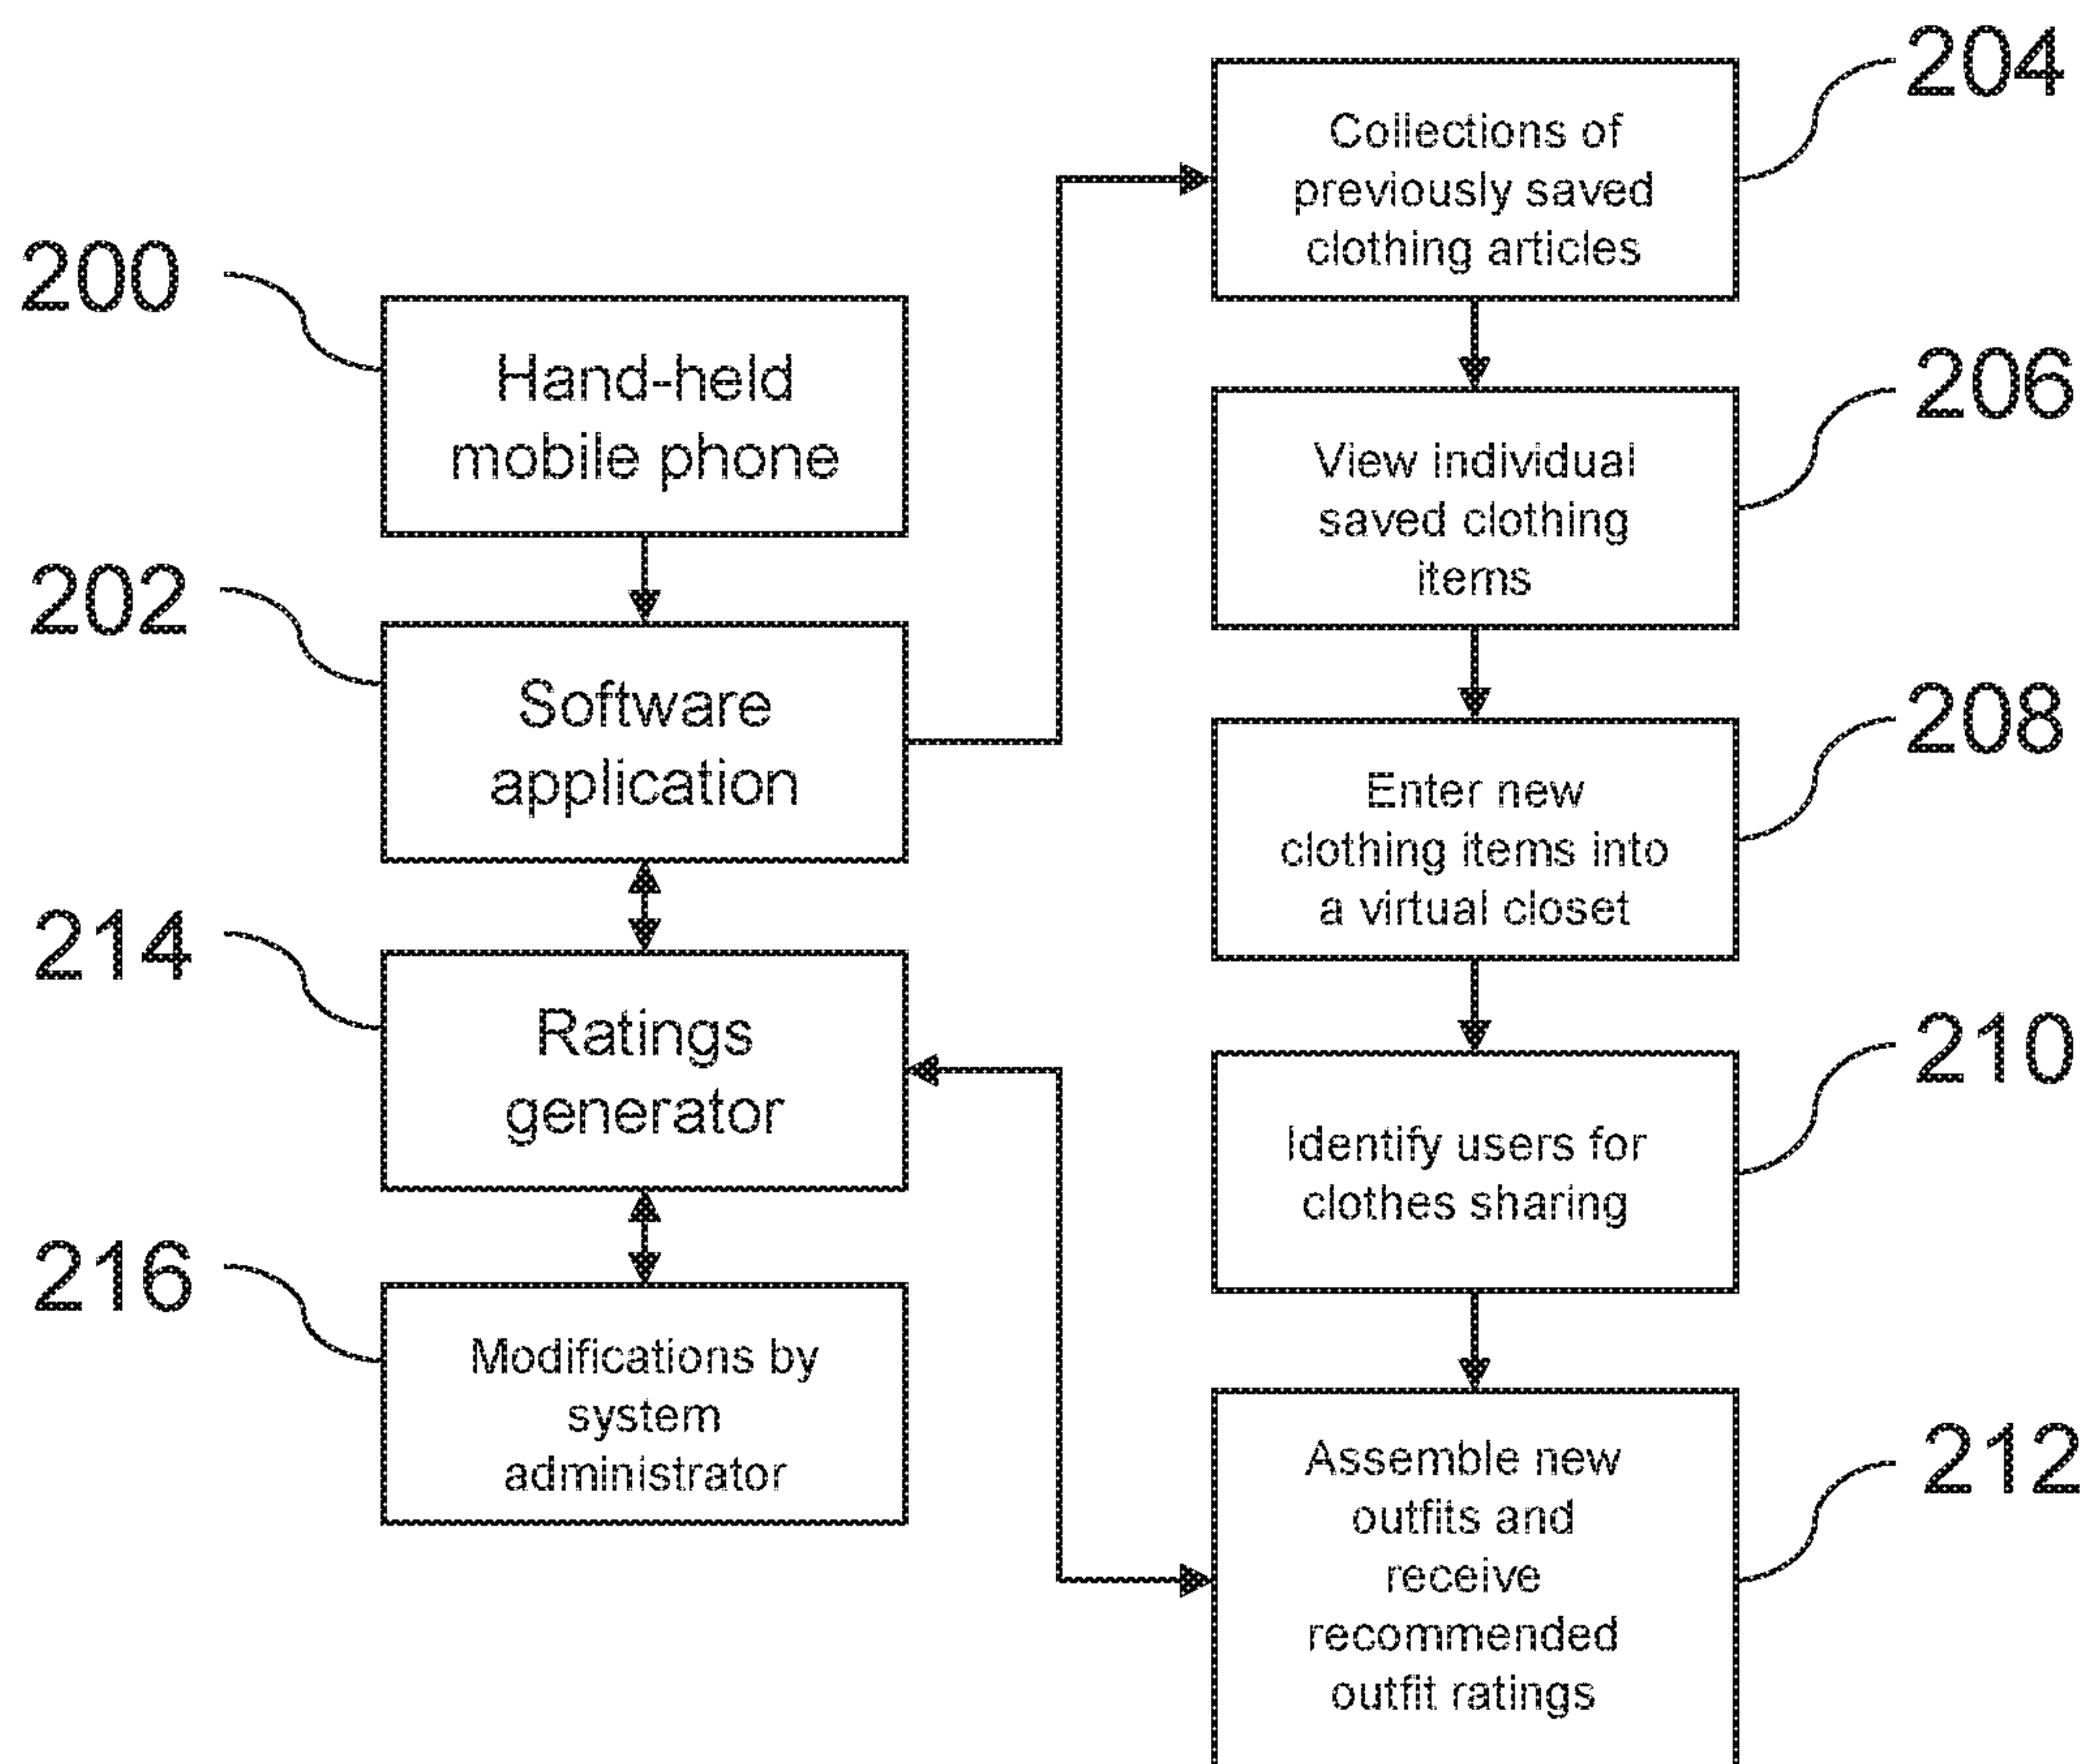 200
Hand-held
mobile phone
202
Software
application
214
Ratings
generator
216
Modifications by
system
administrator
204
Collections of
previously saved
clothing articles
206
View individual
saved clothing
items
208
Enter new
clothing items into
a virtual closet
210
Identify users for
clothes sharing
212
Assemble new
outfits and
receive
recommended
outfit ratings